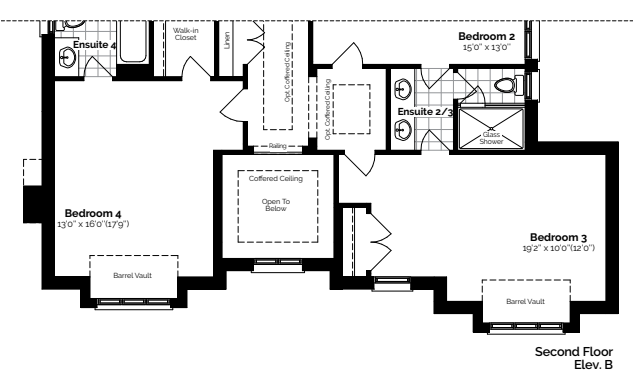 Bedroom 2
15'0" x 13'0"
Walk-in
Closet
Ensuite 4
Linen
Opt. Coffered Ceiling
Opt. Coffered Ceiling
Ensuite 2/3
Glass
Shower
Railing
Coffered Ceiling
Open To
Below
Bedroom 4
13'0" x 16'0"(17'9")
Bedroom 3
19'2" x 10'0"(12'0")
Barrel Vault
Barrel Vault
Second Floor
Elev. B